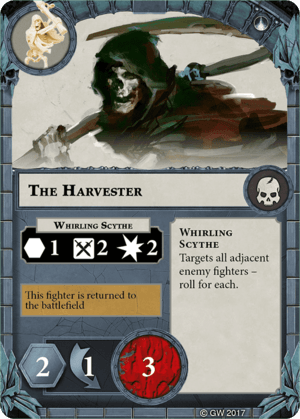 THE HARVESTER
WHIRLING SCYTHE
1 2 2
This fighter is returned to
the battlefield
WHIRLING
SCYTHE
Targets all adjacent
enemy fighters –
roll for each.
2 1 3
© GW 2017